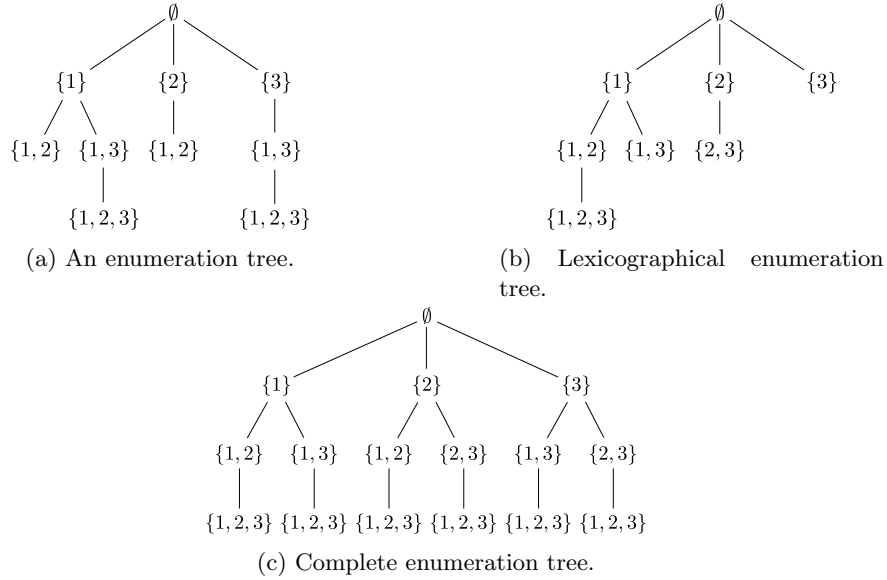 ∅ ∅
{1} {2} {3} {1} {2} {3}
{1, 2} {1, 3} {1, 2} {1, 3} {1, 2} {1, 3} {2, 3}
{1, 2, 3} {1, 2, 3} {1, 2, 3}
(a) An enumeration tree.
(b) Lexicographical enumeration
tree.
∅
{1} {2} {3}
{1, 2} {1, 3} {1, 2} {2, 3} {1, 3} {2, 3}
{1, 2, 3} {1, 2, 3} {1, 2, 3} {1, 2, 3} {1, 2, 3} {1, 2, 3}
(c) Complete enumeration tree.